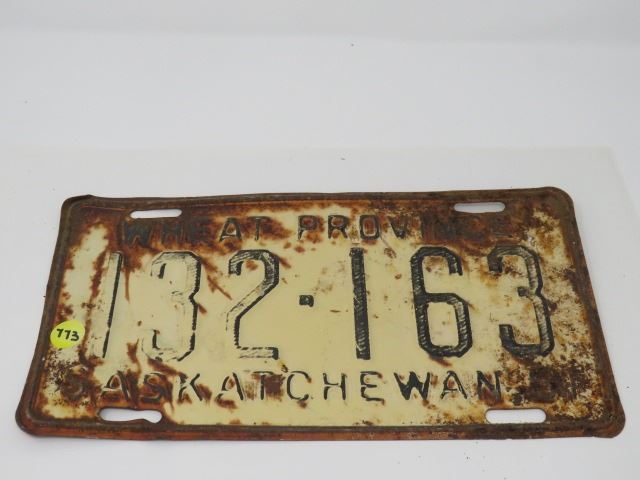 WHEAT PROVINCE
132·163
773
SASKATCHEWAN